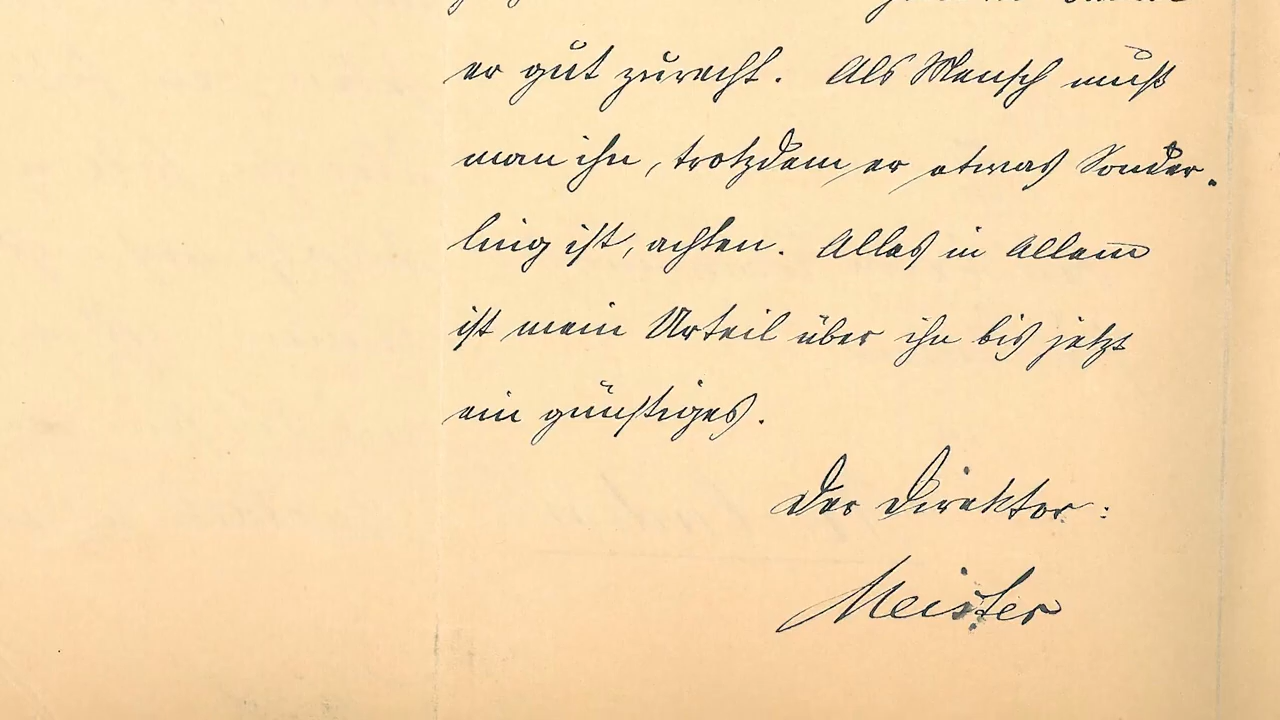 er gut zurecht. Als Mensch muß
man ihn, trotzdem er etwas Sonder-
ling ist, achten. Alles in Allem
ist mein Urteil über ihn bis jetzt
ein günstiges.
Der Direktor:
Meister